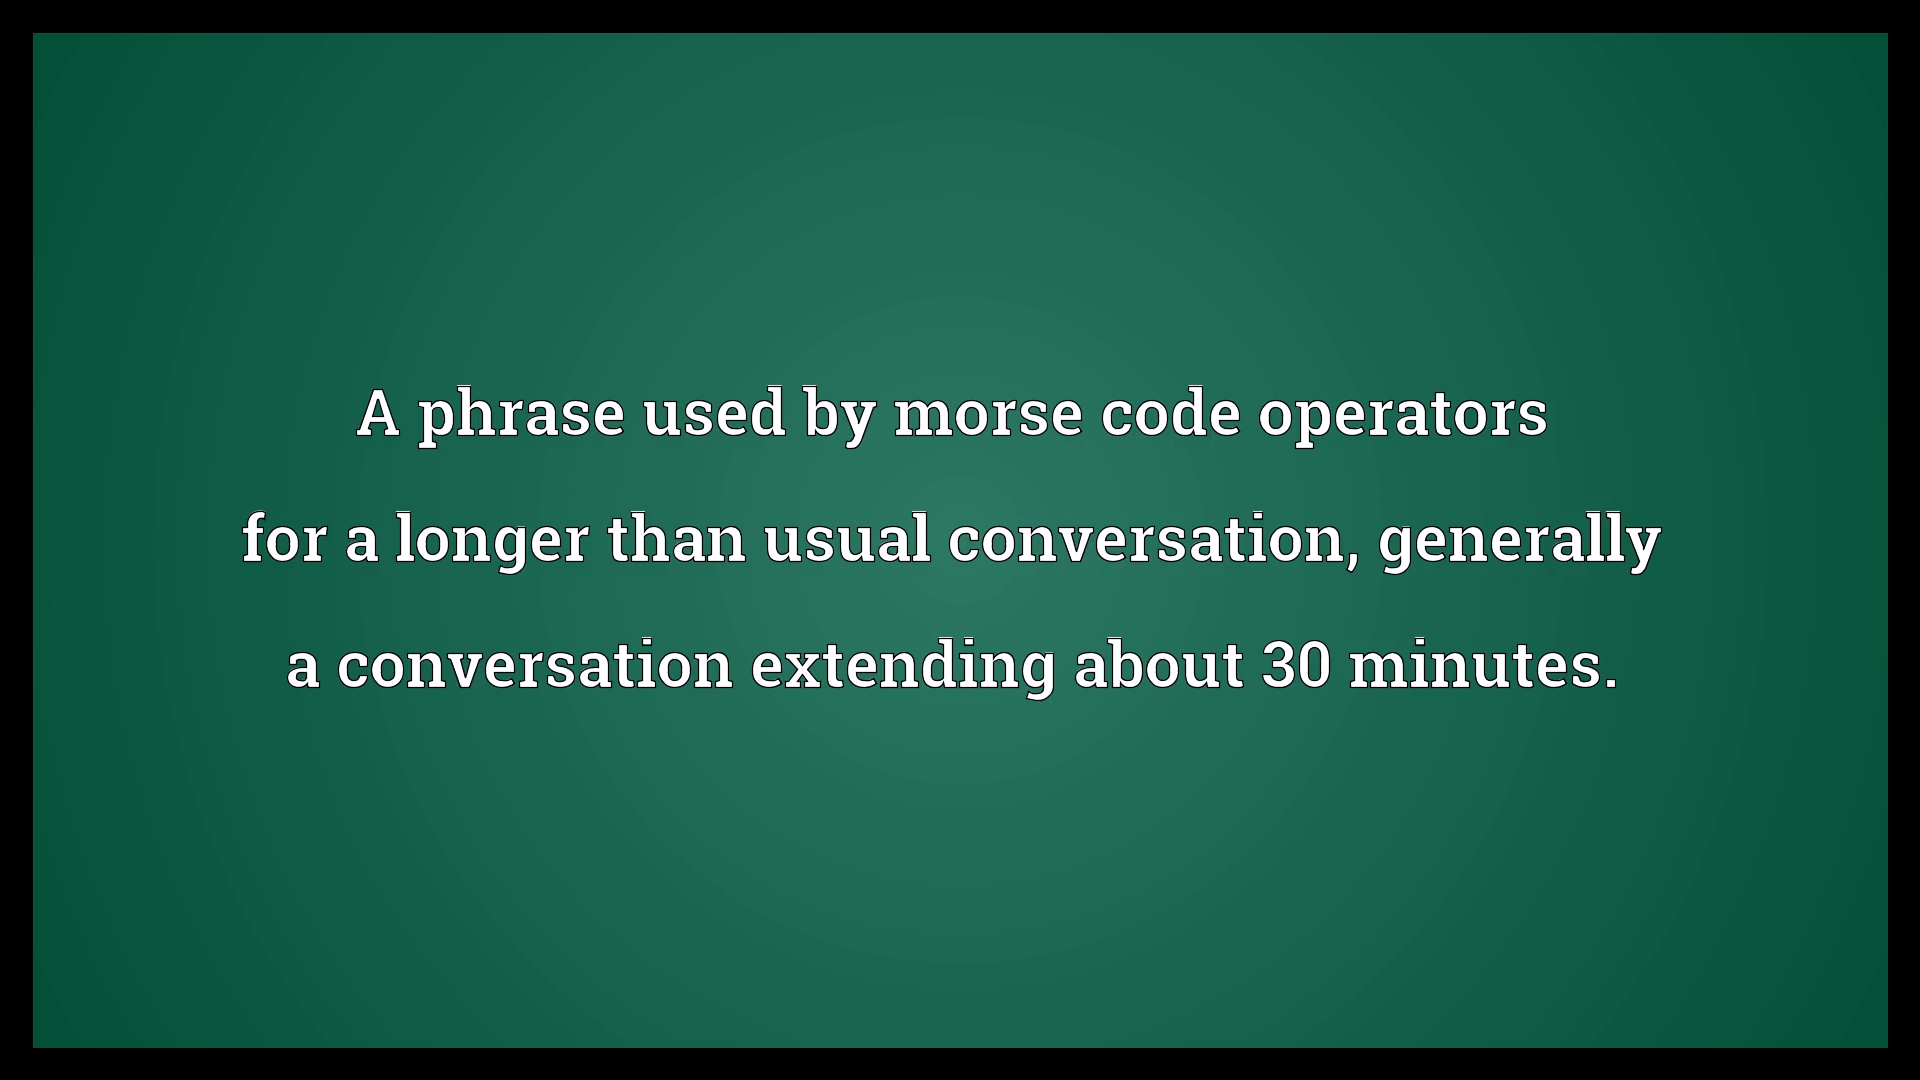 A phrase used by morse code operators
for a longer than usual conversation, generally
a conversation extending about 30 minutes.